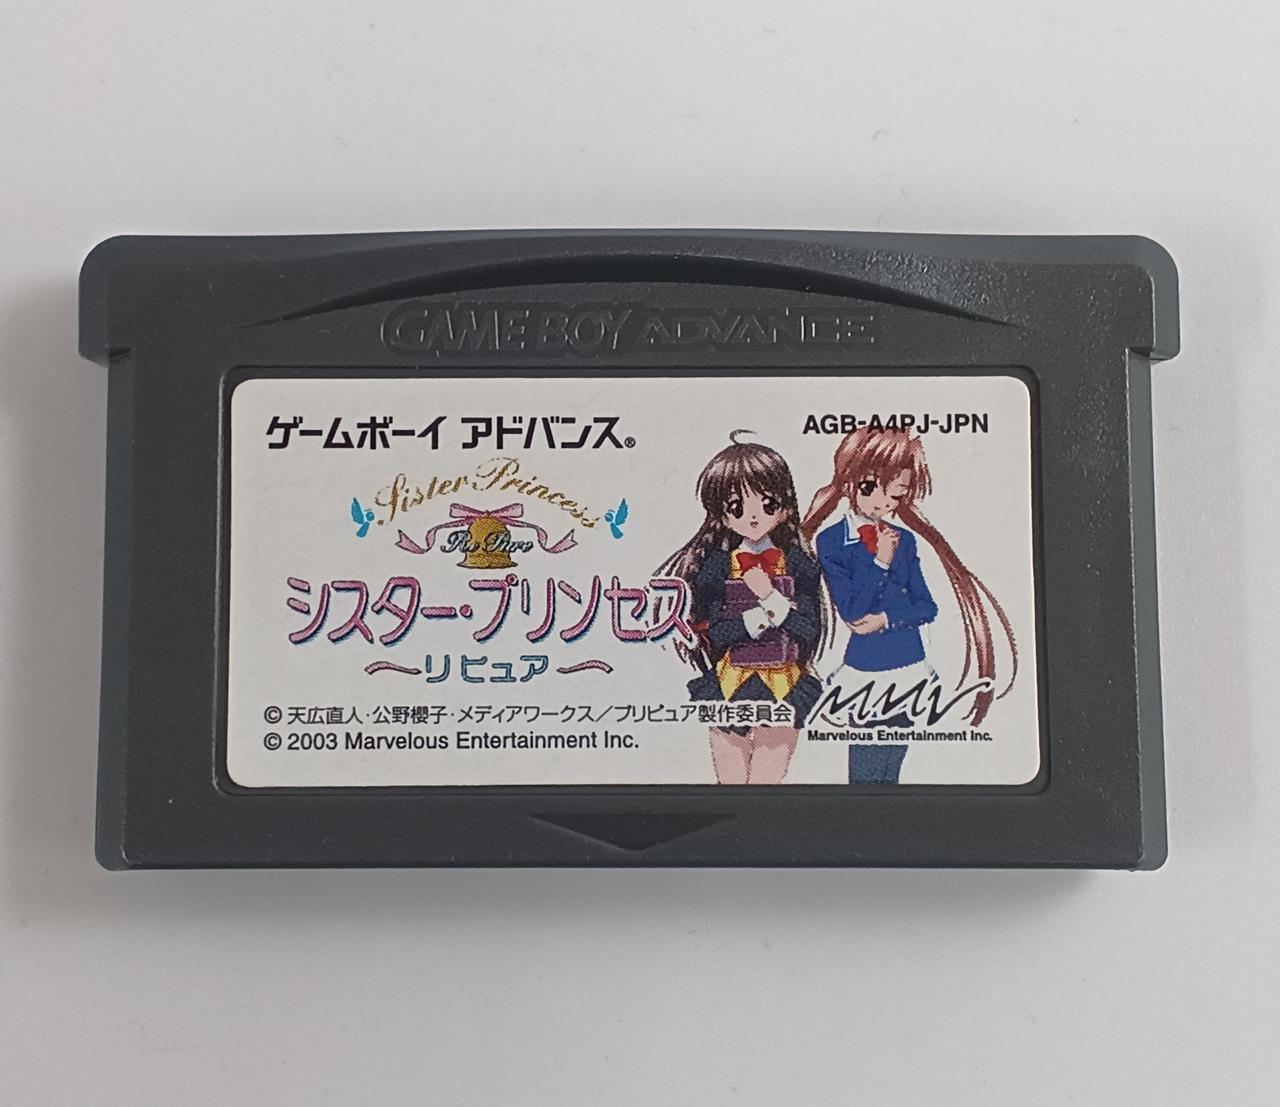 GAME BOY ADVANCE
ゲームボーイ アドバンス®
AGB-A4PJ-JPN
Sister Princess
Re Pure
シスター・プリンセス
〜リピュア〜
© 天広直人・公野櫻子・メディアワークス／プリピュア製作委員会
© 2003 Marvelous Entertainment Inc.
MMV
Marvelous Entertainment Inc.